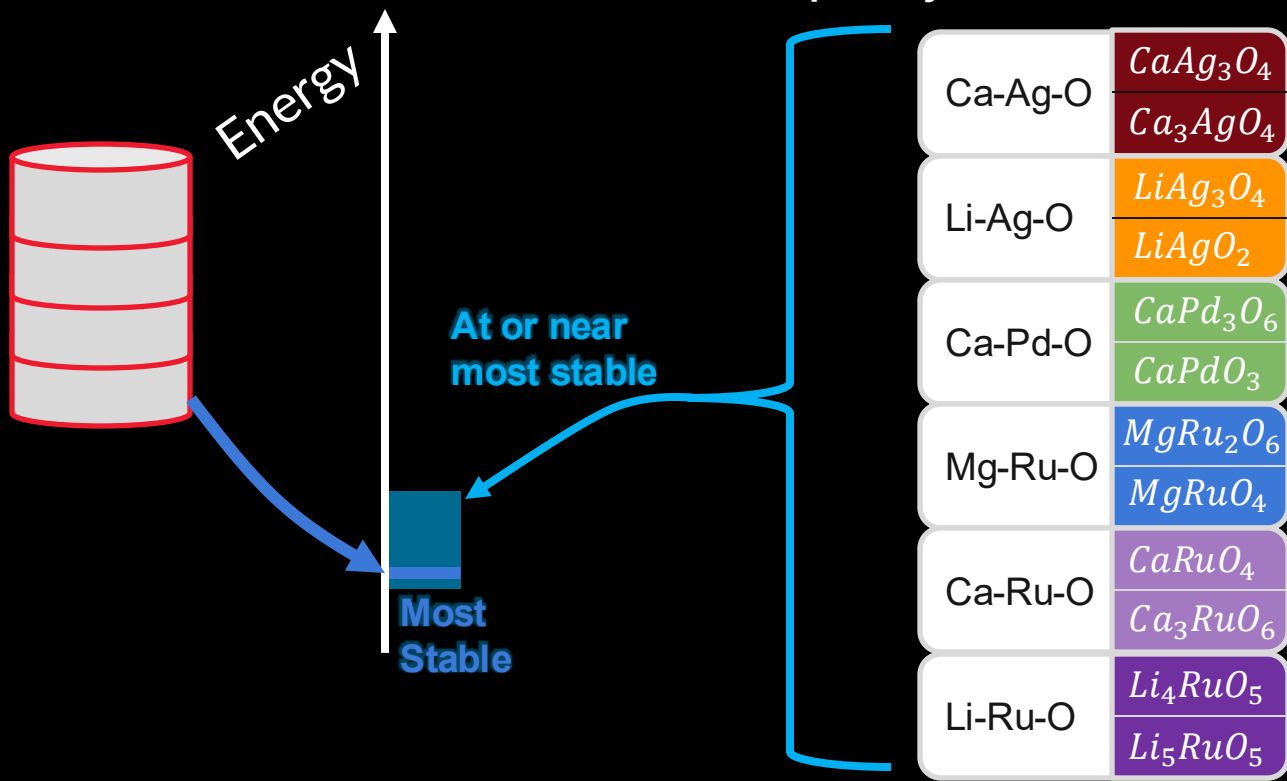 Energy
At or near
most stable
Most
Stable
Ca-Ag-O
CaAg₃O₄
Ca₃AgO₄
Li-Ag-O
LiAg₃O₄
LiAgO₂
Ca-Pd-O
CaPd₃O₆
CaPdO₃
Mg-Ru-O
MgRu₂O₆
MgRuO₄
Ca-Ru-O
CaRuO₄
Ca₃RuO₆
Li-Ru-O
Li₄RuO₅
Li₅RuO₅